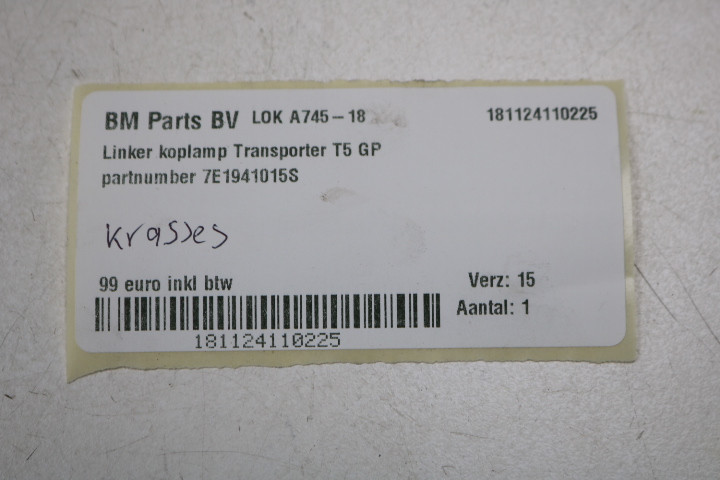 BM Parts BV LOK A745-18 181124110225
Linker koplamp Transporter T5 GP
partnumber 7E1941015S
krasses
99 euro inkl btw Verz: 15
Aantal: 1
181124110225